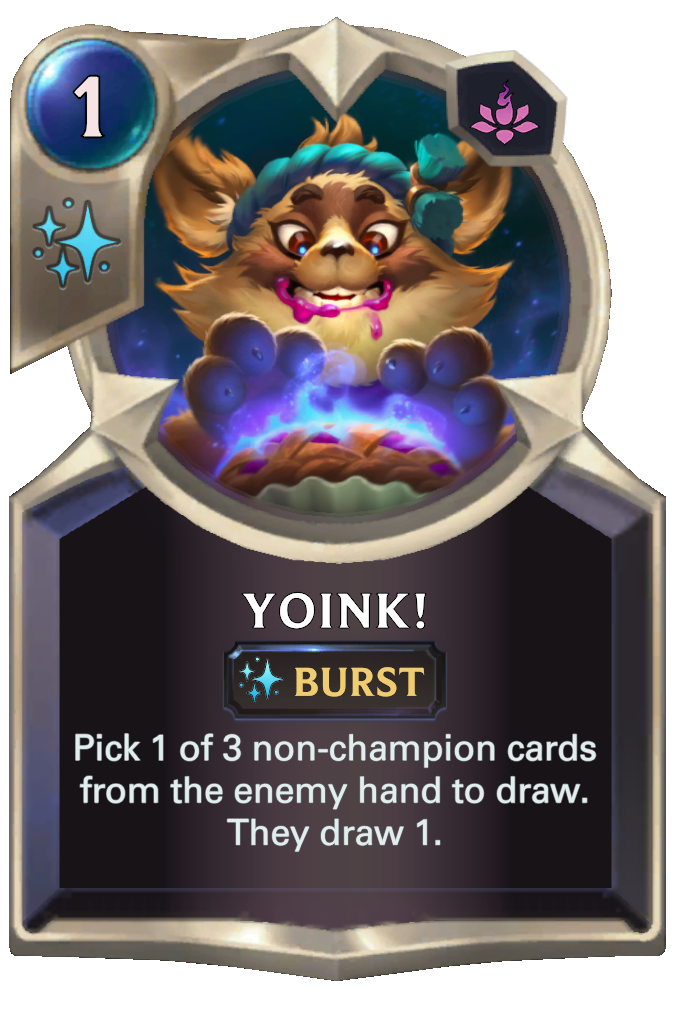 1
YOINK!
BURST
Pick 1 of 3 non-champion cards
from the enemy hand to draw.
They draw 1.